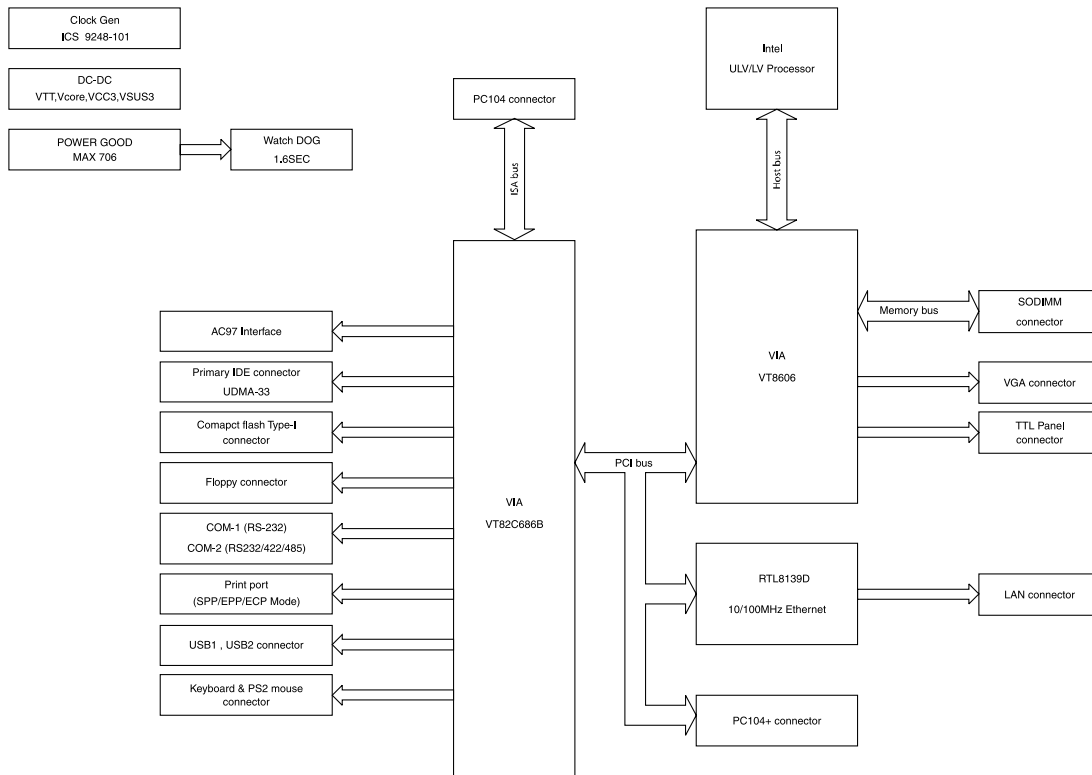 Clock Gen
ICS 9248-101
DC-DC
VTT,Vcore,VCC3,VSUS3
POWER GOOD
MAX 706
Watch DOG
1.6SEC
PC104 connector
ISA bus
Intel
ULV/LV Processor
Host bus
VIA
VT8606
Memory bus
SODIMM
connector
VGA connector
TTL Panel
connector
AC97 Interface
Primary IDE connector
UDMA-33
Comapct flash Type-I
connector
Floppy connector
COM-1 (RS-232)
COM-2 (RS232/422/485)
Print port
(SPP/EPP/ECP Mode)
USB1 , USB2 connector
Keyboard & PS2 mouse
connector
VIA
VT82C686B
PCI bus
RTL8139D
10/100MHz Ethernet
LAN connector
PC104+ connector